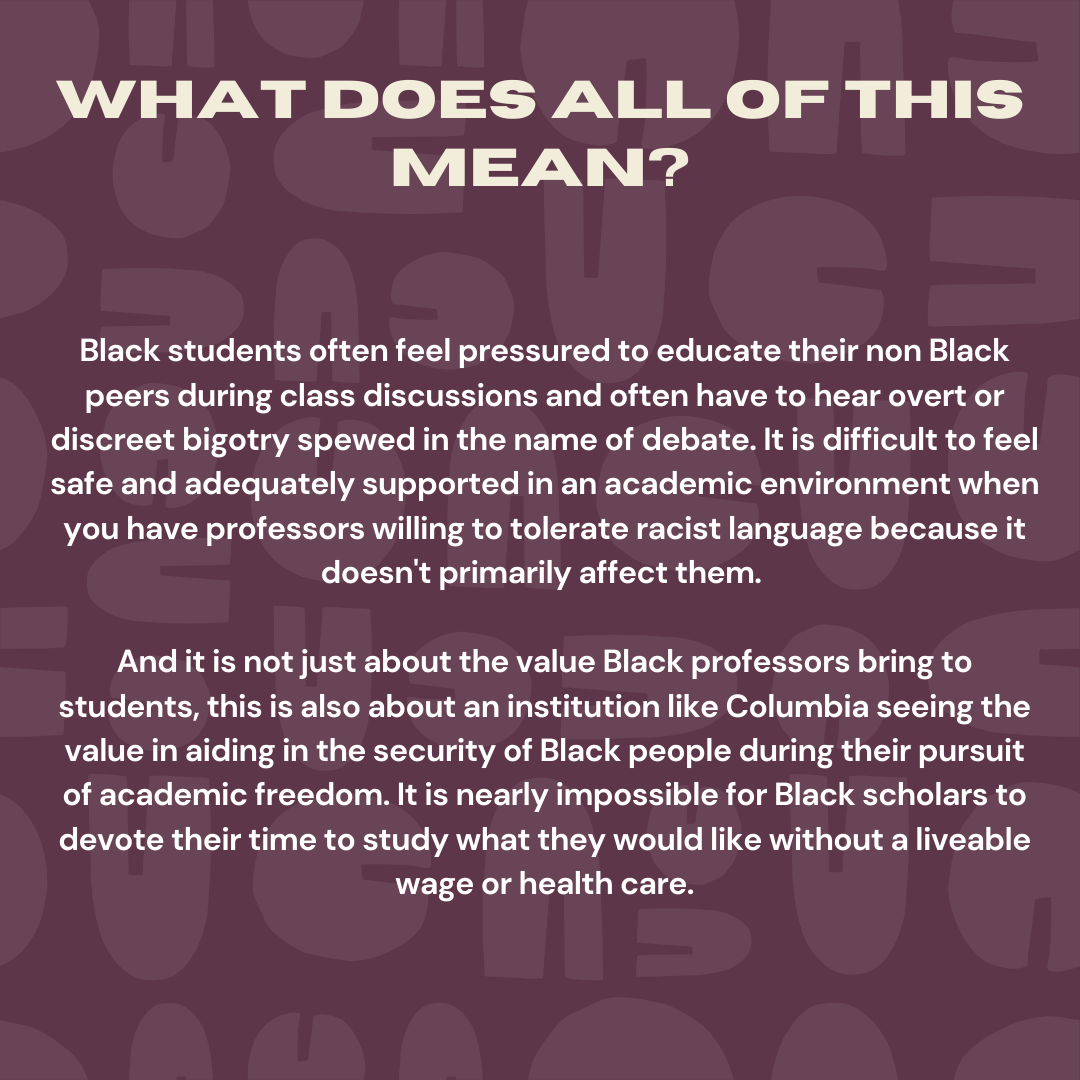 WHAT DOES ALL OF THIS
MEAN?
Black students often feel pressured to educate their non Black
peers during class discussions and often have to hear overt or
discreet bigotry spewed in the name of debate. It is difficult to feel
safe and adequately supported in an academic environment when
you have professors willing to tolerate racist language because it
doesn't primarily affect them.
And it is not just about the value Black professors bring to
students, this is also about an institution like Columbia seeing the
value in aiding in the security of Black people during their pursuit
of academic freedom. It is nearly impossible for Black scholars to
devote their time to study what they would like without a liveable
wage or health care.